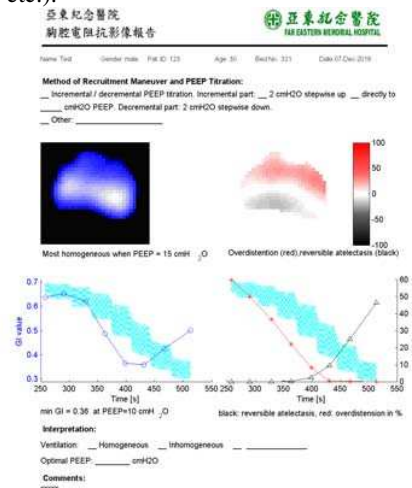 etc.).
亞東紀念醫院
胸腔電阻抗影像報告
亞東紀念醫院
FAR EASTERN MEMORIAL HOSPITAL
Name Test Gender male Pat ID 123 Age 30 Bed No. 321 Date 07-Dec-2019
Method of Recruitment Maneuver and PEEP Titration:
__ Incremental / decremental PEEP titration. Incremental part: __ 2 cmH2O stepwise up __ directly to
_____ cmH2O PEEP. Decremental part: 2 cmH2O stepwise down.
__ Other: ______________
100
50
0
-50
-100
Most homogeneous when PEEP = 15 cmH2O
Overdistention (red),reversible atelectasis (black)
0.7
0.6
0.5
0.4
0.3
GI value
250 300 350 400 450 500 550
Time [s]
60
50
40
30
20
10
0
250 300 350 400 450 500 550
Time [s]
min GI = 0.36 at PEEP=10 cmH2O
black: reversible atelectasis, red: overdistension in %
Interpretation:
Ventilation: __ Homogeneous __ Inhomogeneous __ __________
Optimal PEEP: _______ cmH2O
Comments: